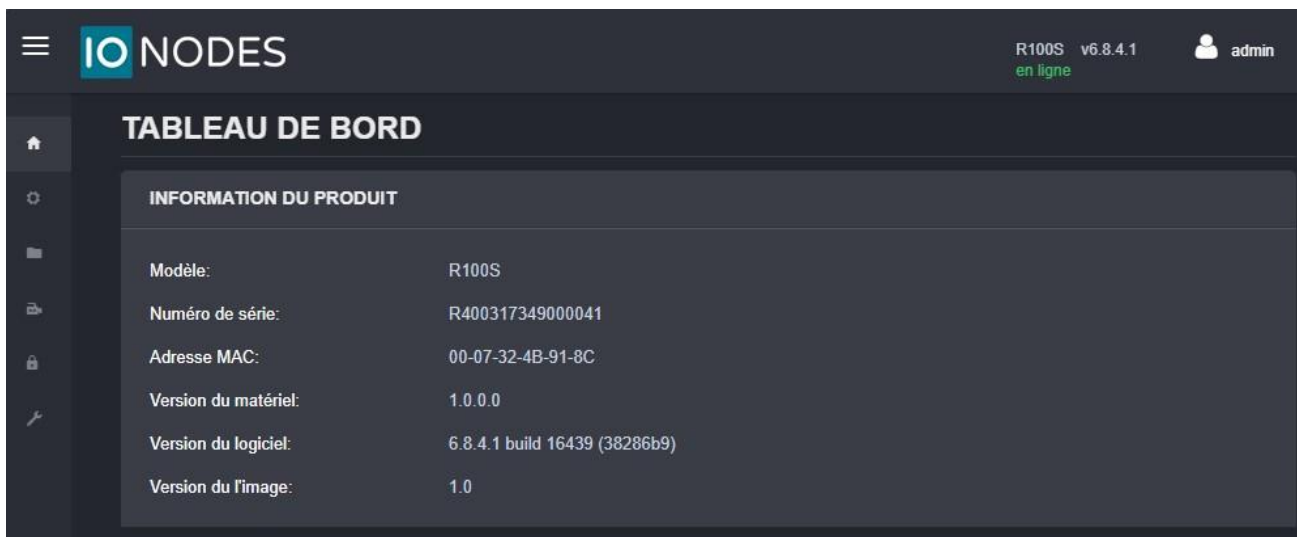 IONODES
R100S v6.8.4.1
en ligne
admin
TABLEAU DE BORD
INFORMATION DU PRODUIT
Modèle: R100S
Numéro de série: R400317349000041
Adresse MAC: 00-07-32-4B-91-8C
Version du matériel: 1.0.0.0
Version du logiciel: 6.8.4.1 build 16439 (38286b9)
Version du l'image: 1.0